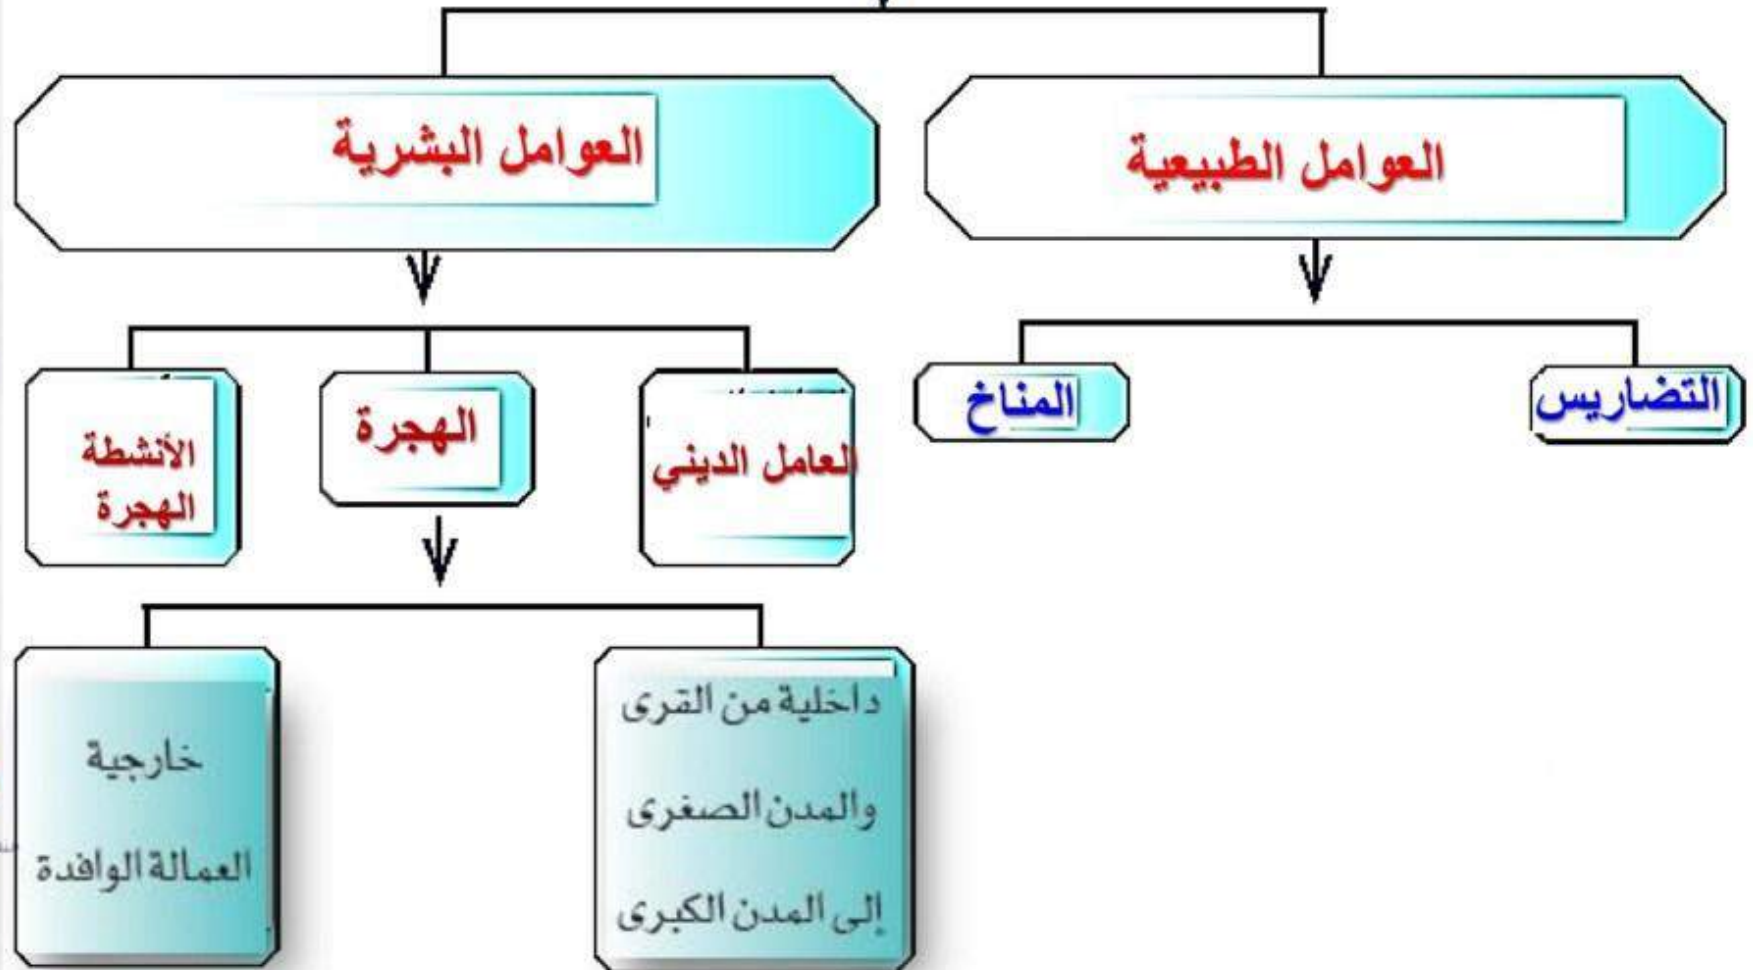 العوامل الطبيعية
العوامل البشرية
التضاريس
المناخ
العامل الديني
الهجرة
الأنشطة
الهجرة
داخلية من القرى
والمدن الصغرى
إلى المدن الكبرى
خارجية
العمالة الوافدة